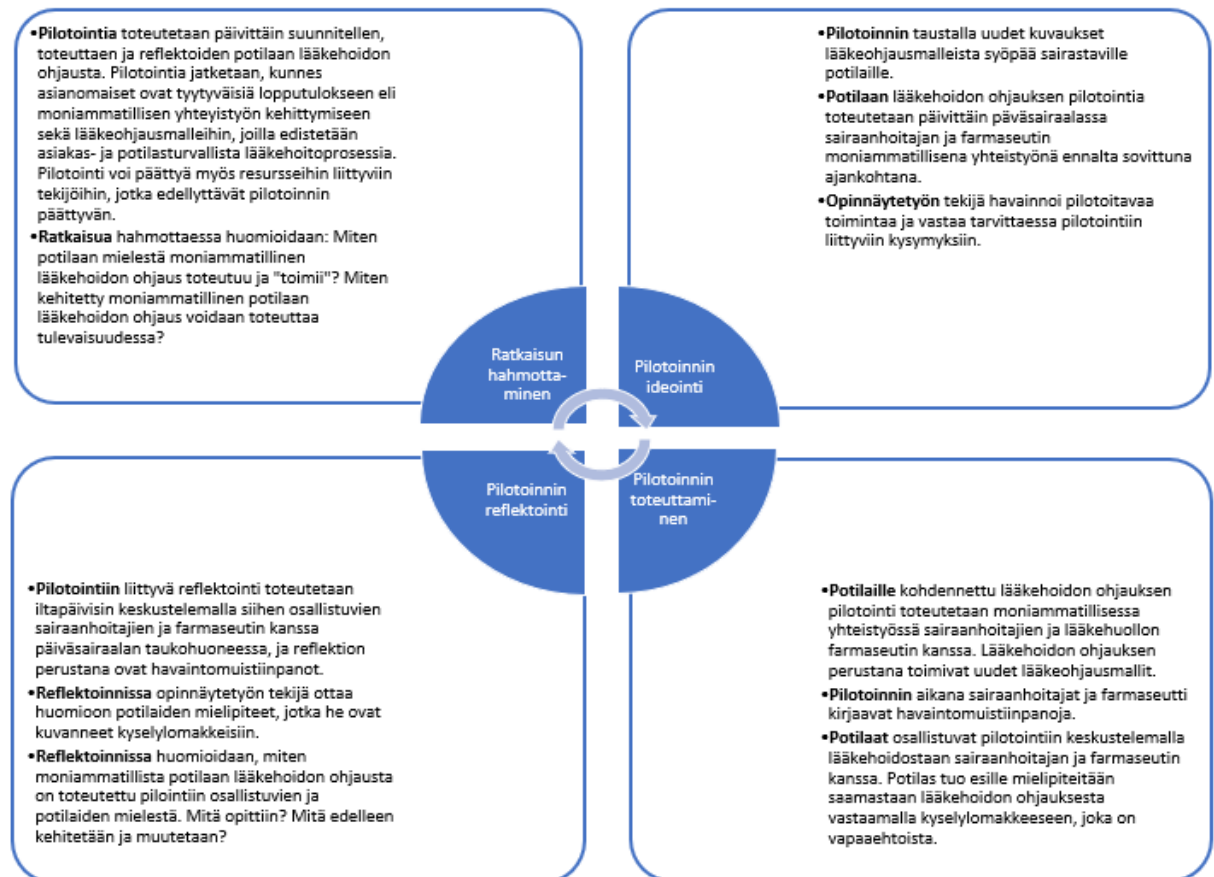 •Pilotointia toteutetaan päivittäin suunnitellen,
toteuttaen ja reflektoiden potilaan lääkehoidon
ohjausta. Pilotointia jatketaan, kunnes
asianomaiset ovat tyytyväisiä lopputulokseen eli
moniammatillisen yhteyistyön kehittymiseen
sekä lääkeohjausmalleihin, joilla edistetään
asiakas- ja potilasturvallista lääkehoitoprosessia.
Pilotointi voi päättyä myös resursseihin liittyviin
tekijöihin, jotka edellyttävät pilotoinnin
päättyvän.
•Ratkaisua hahmottaessa huomioidaan: Miten
potilaan mielestä moniammatillinen
lääkehoidon ohjaus toteutuu ja "toimii"? Miten
kehitetty moniammatillinen potilaan
lääkehoidon ohjaus voidaan toteuttaa
tulevaisuudessa?
•Pilotoinnin taustalla uudet kuvaukset
lääkeohjausmalleista syöpää sairastaville
potilaille.
•Potilaan lääkehoidon ohjauksen pilotointia
toteutetaan päivittäin päväsairaalassa
sairaanhoitajan ja farmaseutin
moniammatillisena yhteistyönä ennalta sovittuna
ajankohtana.
•Opinnäytetyön tekijä havainnoi pilotoitavaa
toimintaa ja vastaa tarvittaessa pilotointiin
liittyviin kysymyksiin.
Ratkaisun
hahmotta-
minen
Pilotoinnin
ideointi
Pilotoinnin
reflektointi
Pilotoinnin
toteuttami-
nen
•Pilotointiin liittyvä reflektointi toteutetaan
iltapäivisin keskustelemalla siihen osallistuvien
sairaanhoitajien ja farmaseutin kanssa
päiväsairaalan taukohuoneessa, ja reflektion
perustana ovat havaintomuistiinpanot.
•Reflektoinnissa opinnäytetyön tekijä ottaa
huomioon potilaiden mielipiteet, jotka he ovat
kuvanneet kyselylomakkeisiin.
•Reflektoinnissa huomioidaan, miten
moniammatillista potilaan lääkehoidon ohjausta
on toteutettu pilointiin osallistuvien ja
potilaiden mielestä. Mitä opittiin? Mitä edelleen
kehitetään ja muutetaan?
•Potilaille kohdennettu lääkehoidon ohjauksen
pilotointi toteutetaan moniammatillisessa
yhteistyössä sairaanhoitajien ja lääkehuollon
farmaseutin kanssa. Lääkehoidon ohjauksen
perustana toimivat uudet lääkeohjausmallit.
•Pilotoinnin aikana sairaanhoitajat ja farmaseutti
kirjaavat havaintomuistiinpanoja.
•Potilaat osallistuvat pilotointiin keskustelemalla
lääkehoidostaan sairaanhoitajan ja farmaseutin
kanssa. Potilas tuo esille mielipiteitään
saamastaan lääkehoidon ohjauksesta
vastaamalla kyselylomakkeeseen, joka on
vapaaehtoista.